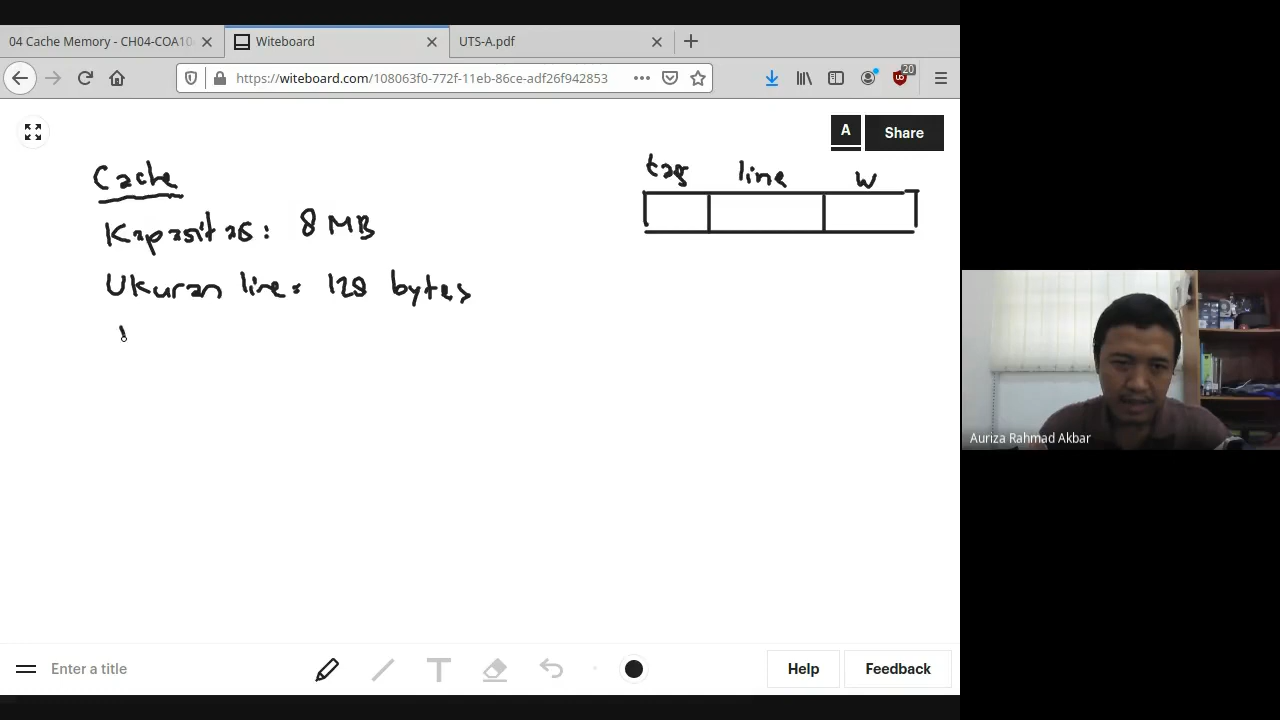 04 Cache Memory - CH04-COA10
Witeboard
UTS-A.pdf
https://witeboard.com/108063f0-772f-11eb-86ce-adf26f942853
20
A
Share
Cache
Kapasitas: 8 MB
Ukuran line: 128 bytes
tag line w
Auriza Rahmad Akbar
Enter a title
T
Help
Feedback